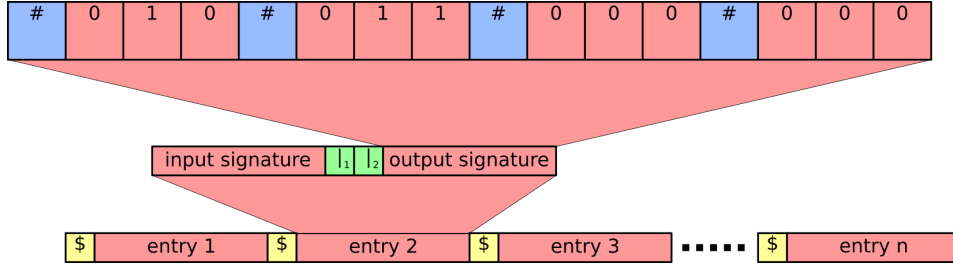 # 0 1 0 # 0 1 1 # 0 0 0 # 0 0 0
input signature |₁ |₂ output signature
$ entry 1 $ entry 2 $ entry 3 $ entry n